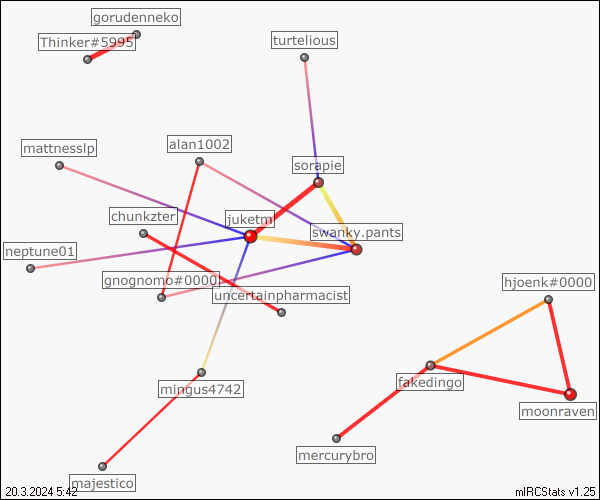 gorudenneko
Thinker#5995
turtelious
alan1002
mattnesslp
sorapie
chunkzter
juketm
swanky.pants
neptune01
gnognomo#0000
hjoenk#0000
uncertainpharmacist
fakedingo
mingus4742
moonraven
mercurybro
majestico
20.3.2024 5:42
mIRCStats v1.25